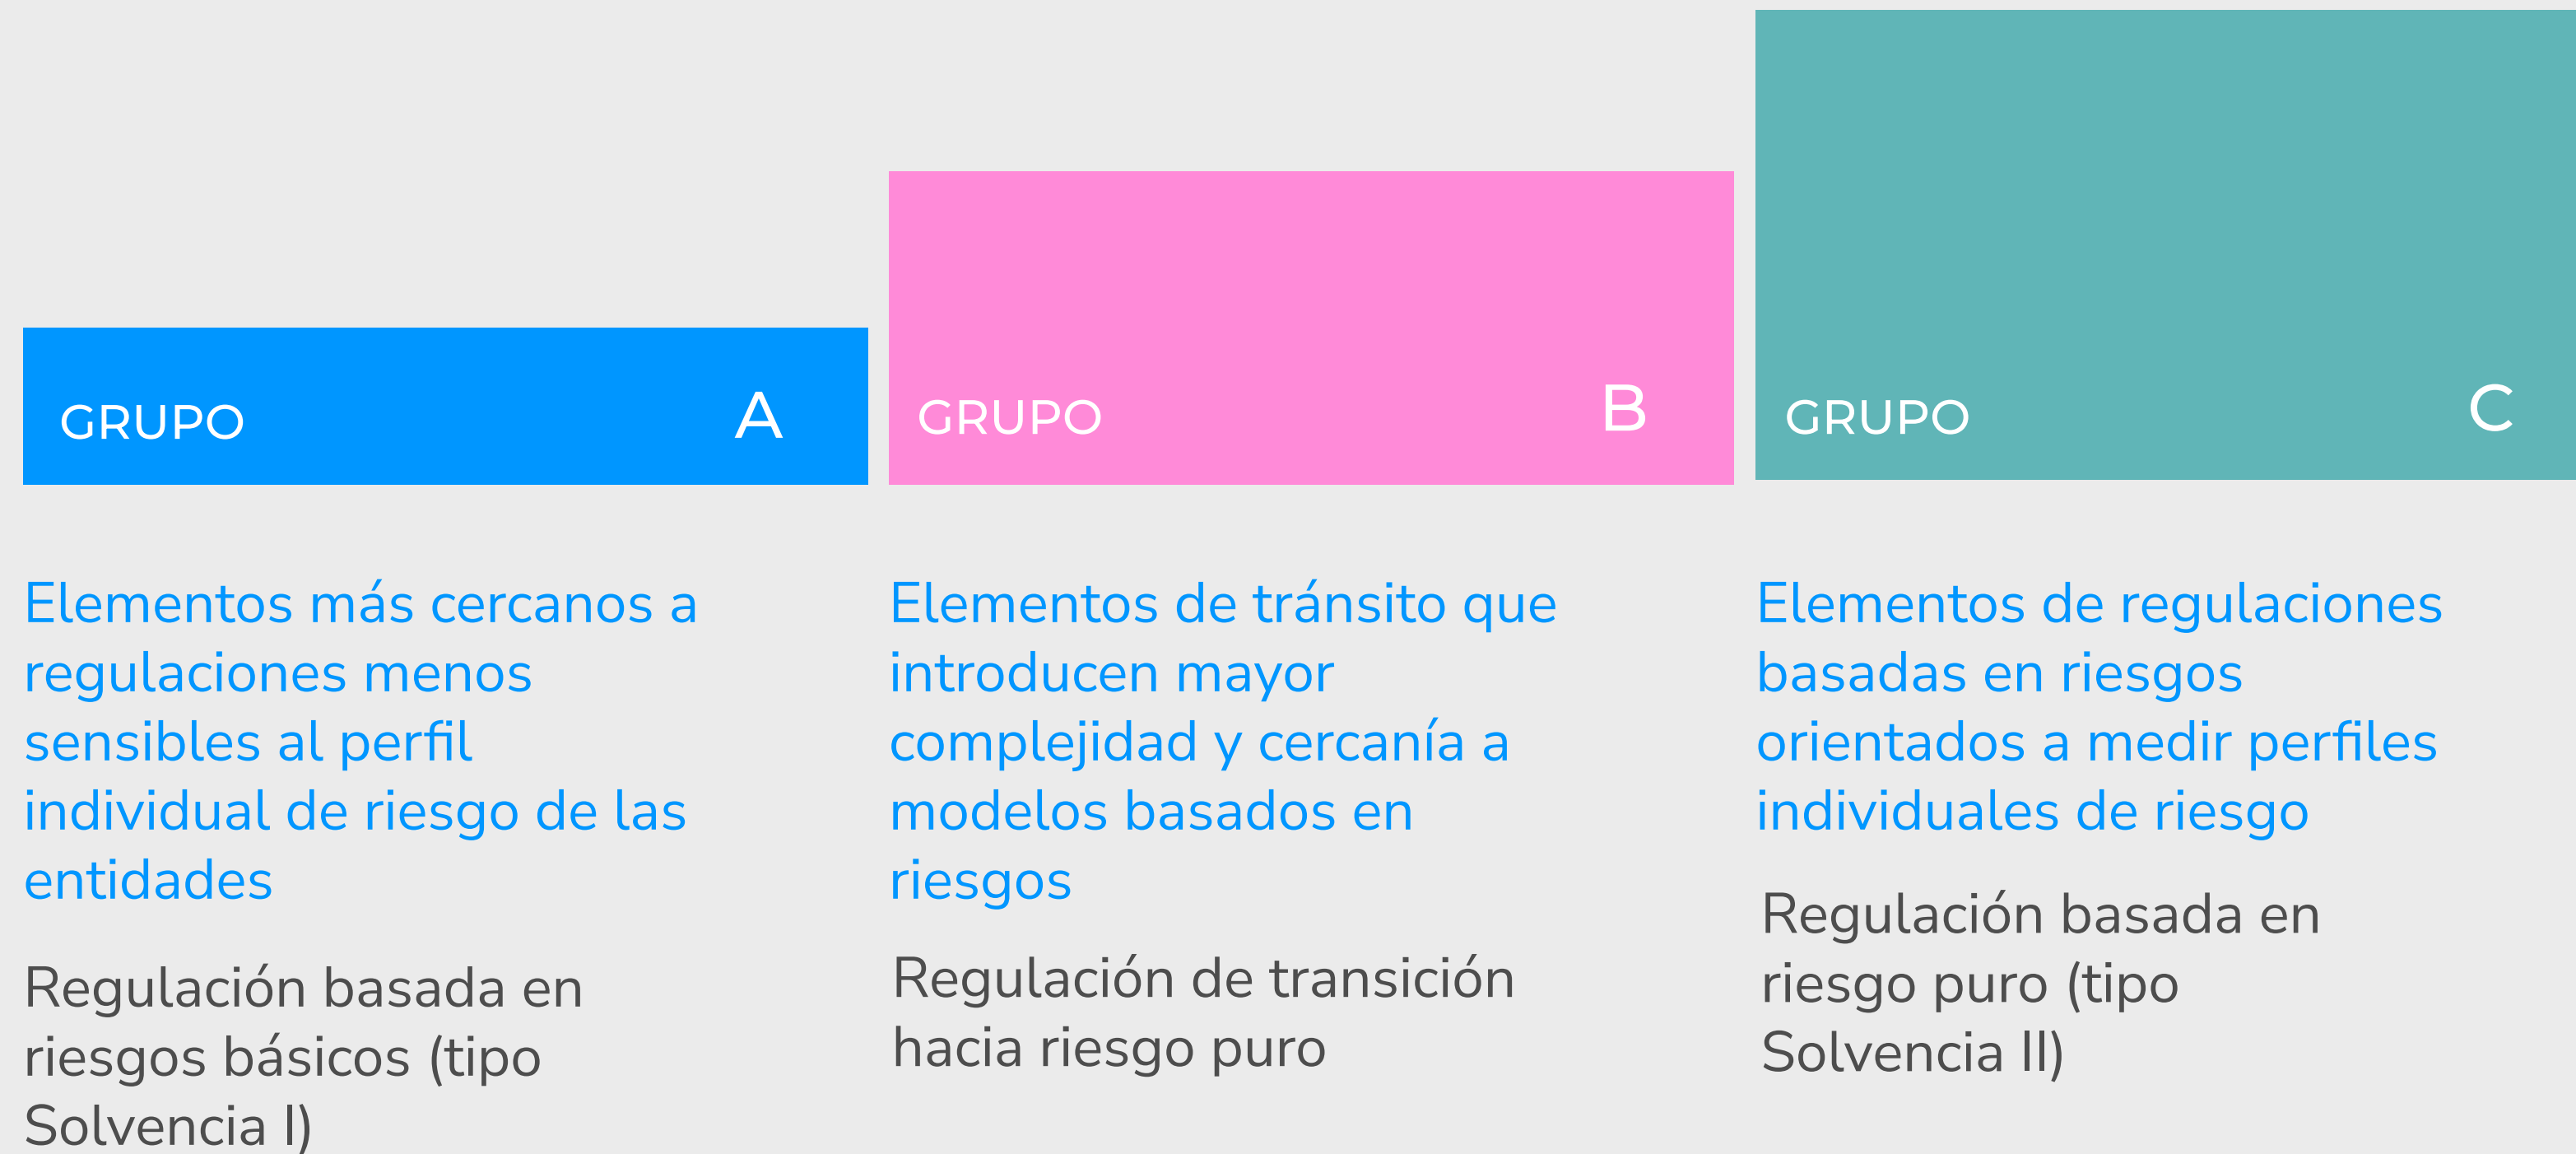 GRUPO A
GRUPO B
GRUPO C
Elementos más cercanos a
regulaciones menos
sensibles al perfil
individual de riesgo de las
entidades
Regulación basada en
riesgos básicos (tipo
Solvencia I)
Elementos de tránsito que
introducen mayor
complejidad y cercanía a
modelos basados en
riesgos
Regulación de transición
hacia riesgo puro
Elementos de regulaciones
basadas en riesgos
orientados a medir perfiles
individuales de riesgo
Regulación basada en
riesgo puro (tipo
Solvencia II)